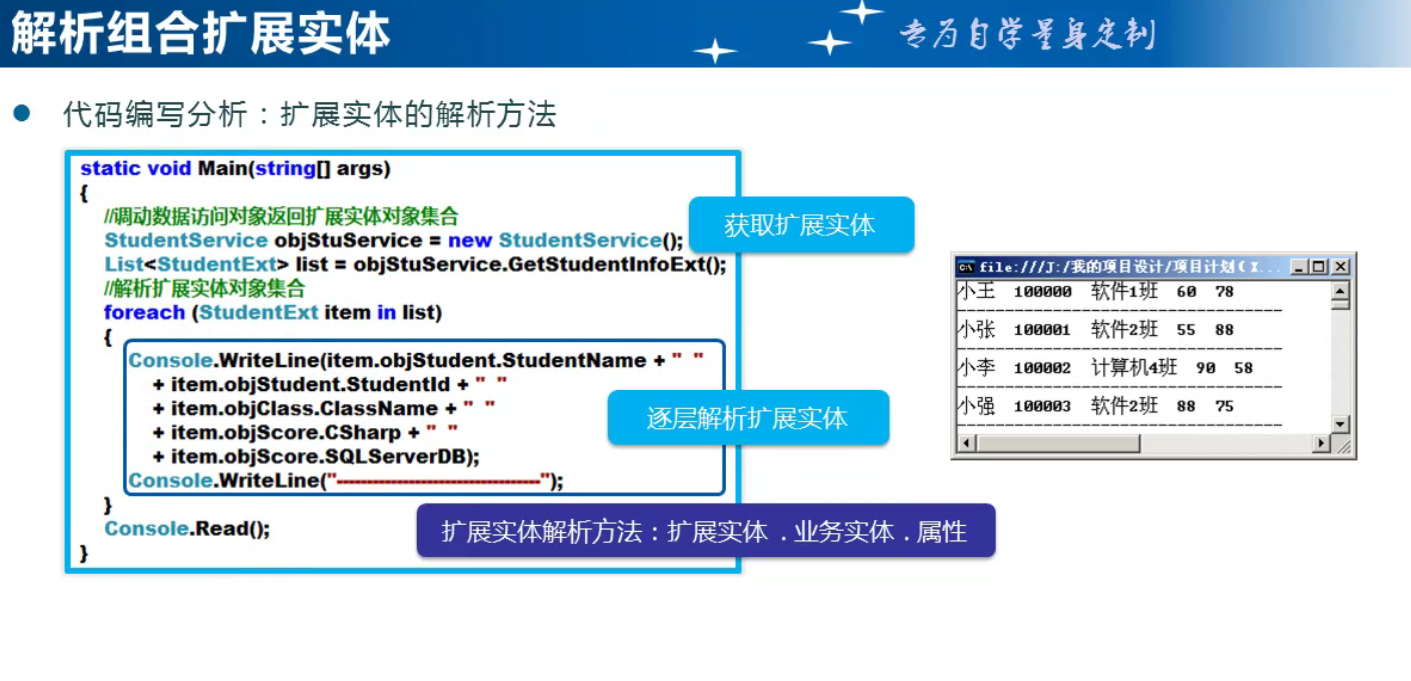 解析组合扩展实体
专为自学量身定制
● 代码编写分析：扩展实体的解析方法
static void Main(string[] args)
{
//调动数据访问对象返回扩展实体对象集合
StudentService objStuService = new StudentService();
List<StudentExt> list = objStuService.GetStudentInfoExt();
//解析扩展实体对象集合
foreach (StudentExt item in list)
{
Console.WriteLine(item.objStudent.StudentName + "  "
+ item.objStudent.StudentId + "  "
+ item.objClass.ClassName + "  "
+ item.objScore.CSharp + "  "
+ item.objScore.SQLServerDB);
Console.WriteLine("----------------------------------");
}
Console.Read();
}
获取扩展实体
逐层解析扩展实体
扩展实体解析方法：扩展实体 . 业务实体 . 属性
file:///J:/我的项目设计/项目计划(X...
小王  100000  软件1班  60  78
----------------------------------
小张  100001  软件2班  55  88
----------------------------------
小李  100002  计算机4班  90  58
----------------------------------
小强  100003  软件2班  88  75
----------------------------------